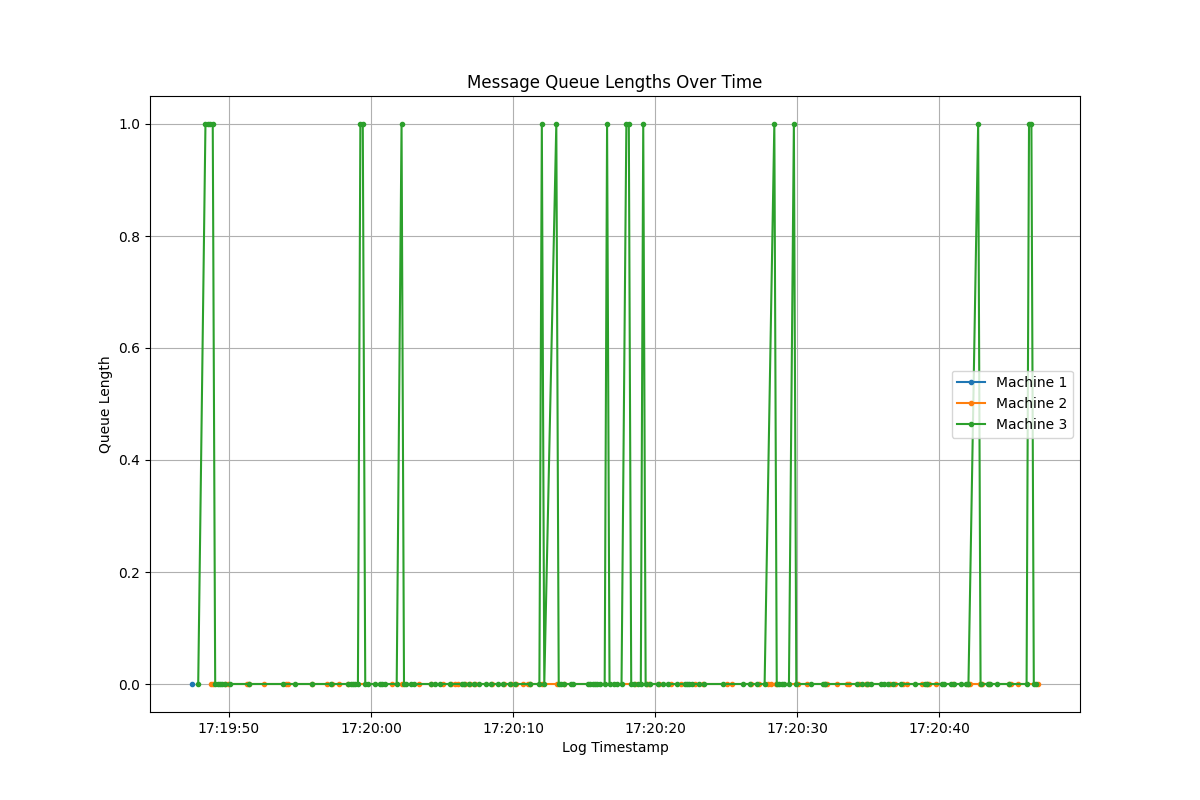 Message Queue Lengths Over Time
1.0
0.8
0.6
0.4
0.2
0.0
Queue Length
Machine 1
Machine 2
Machine 3
17:19:50 17:20:00 17:20:10 17:20:20 17:20:30 17:20:40
Log Timestamp